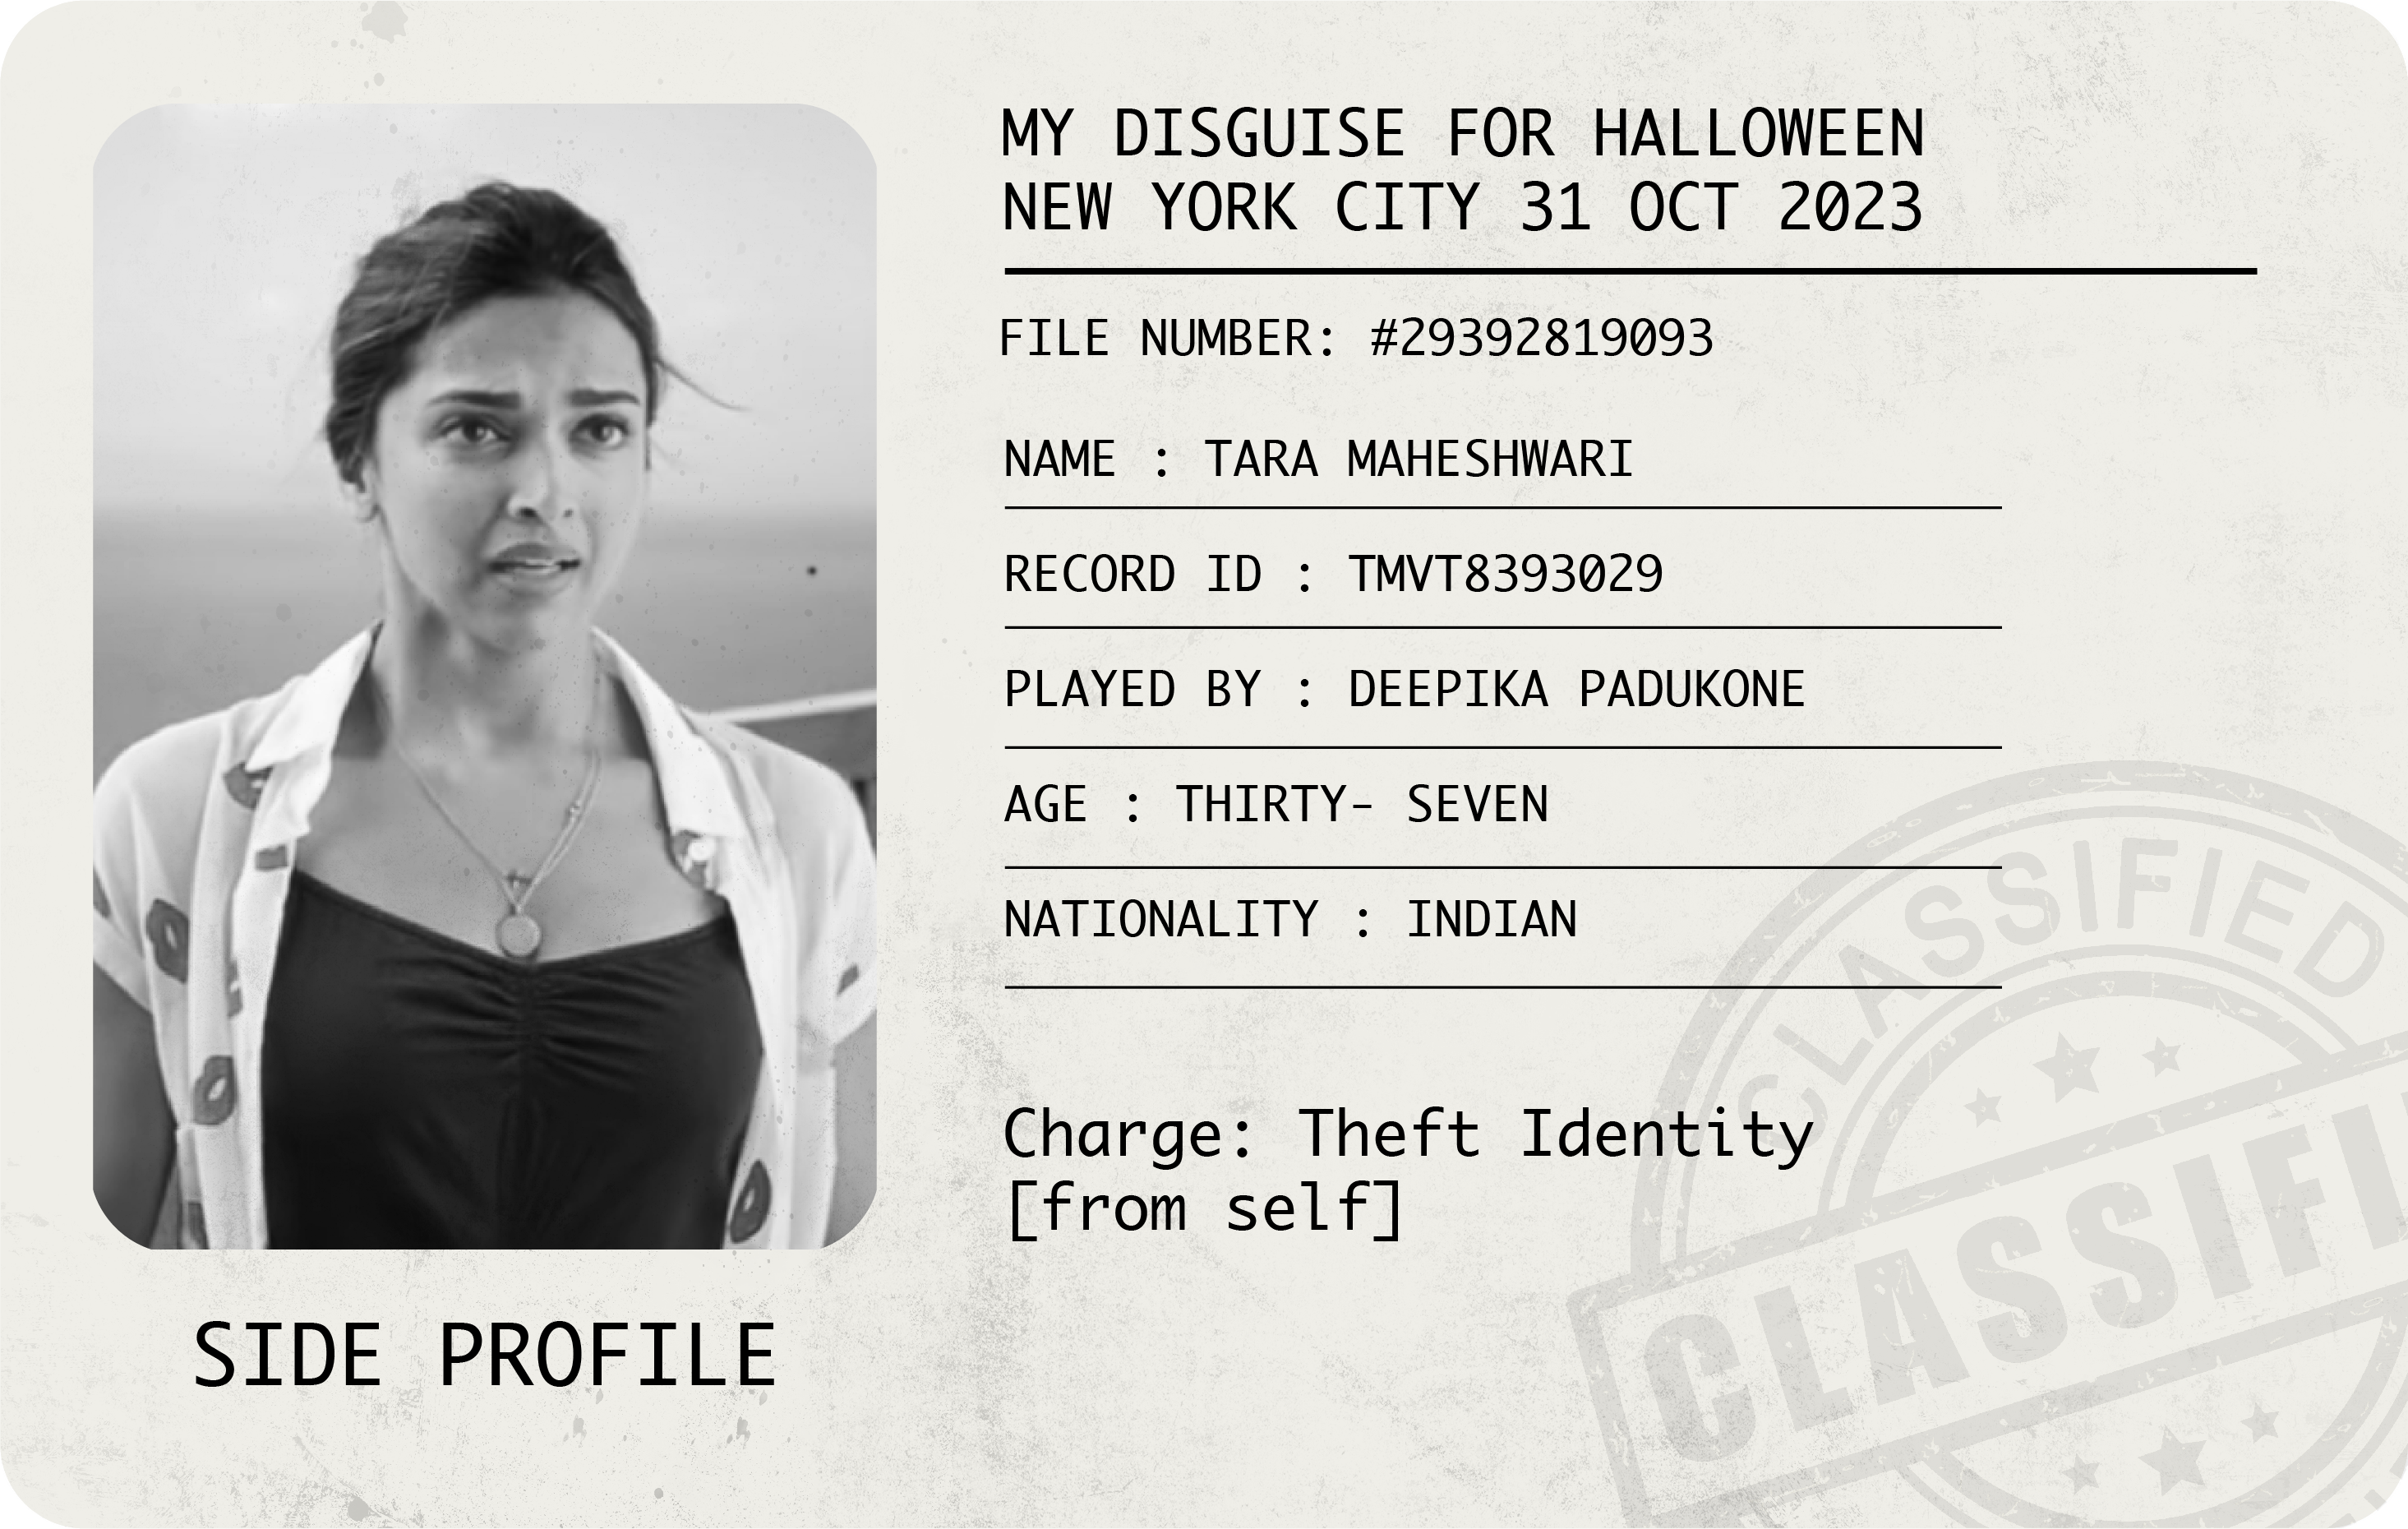 MY DISGUISE FOR HALLOWEEN
NEW YORK CITY 31 OCT 2023
FILE NUMBER: #29392819093
NAME : TARA MAHESHWARI
RECORD ID : TMVT8393029
PLAYED BY : DEEPIKA PADUKONE
AGE : THIRTY- SEVEN
NATIONALITY : INDIAN
Charge: Theft Identity
[from self]
SIDE PROFILE
CLASSIFIED
CLASSIFI